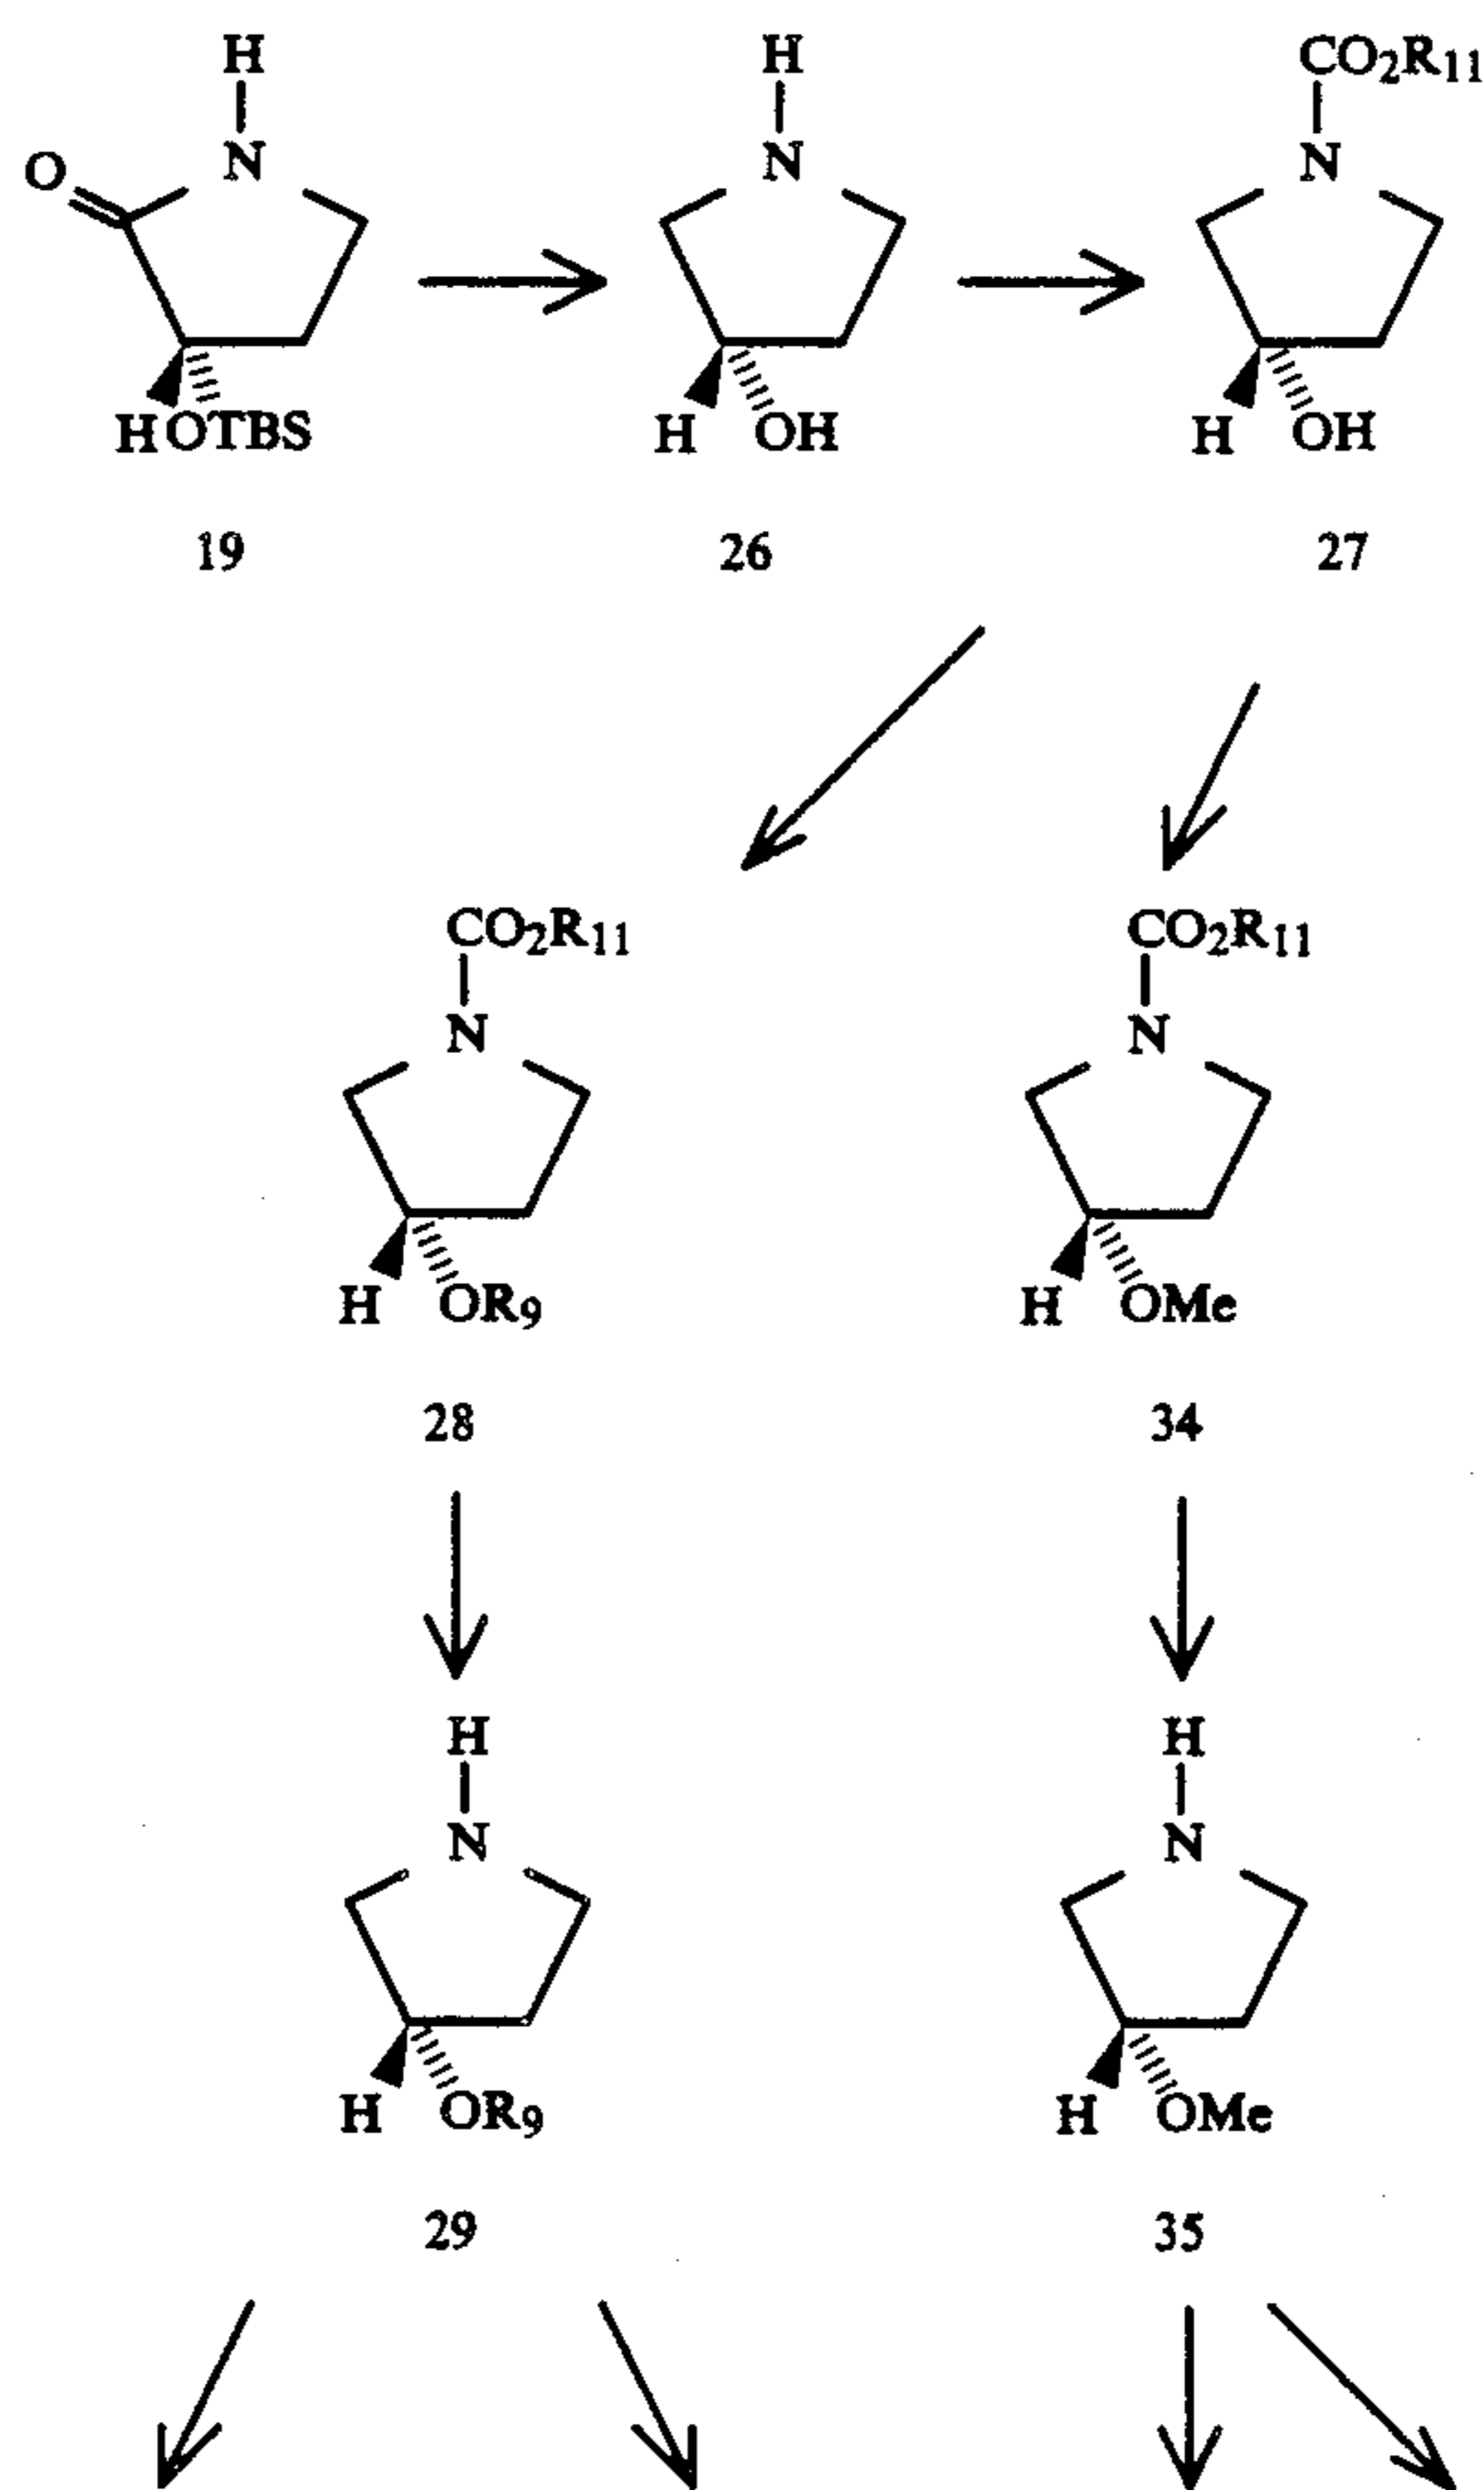 H H CO2R11
O N N N
HOTBS H OH H OH
19 26 27
CO2R11 CO2R11
N N
H OR9 H OMe
28 34
H H
N N
H OR9 H OMe
29 35